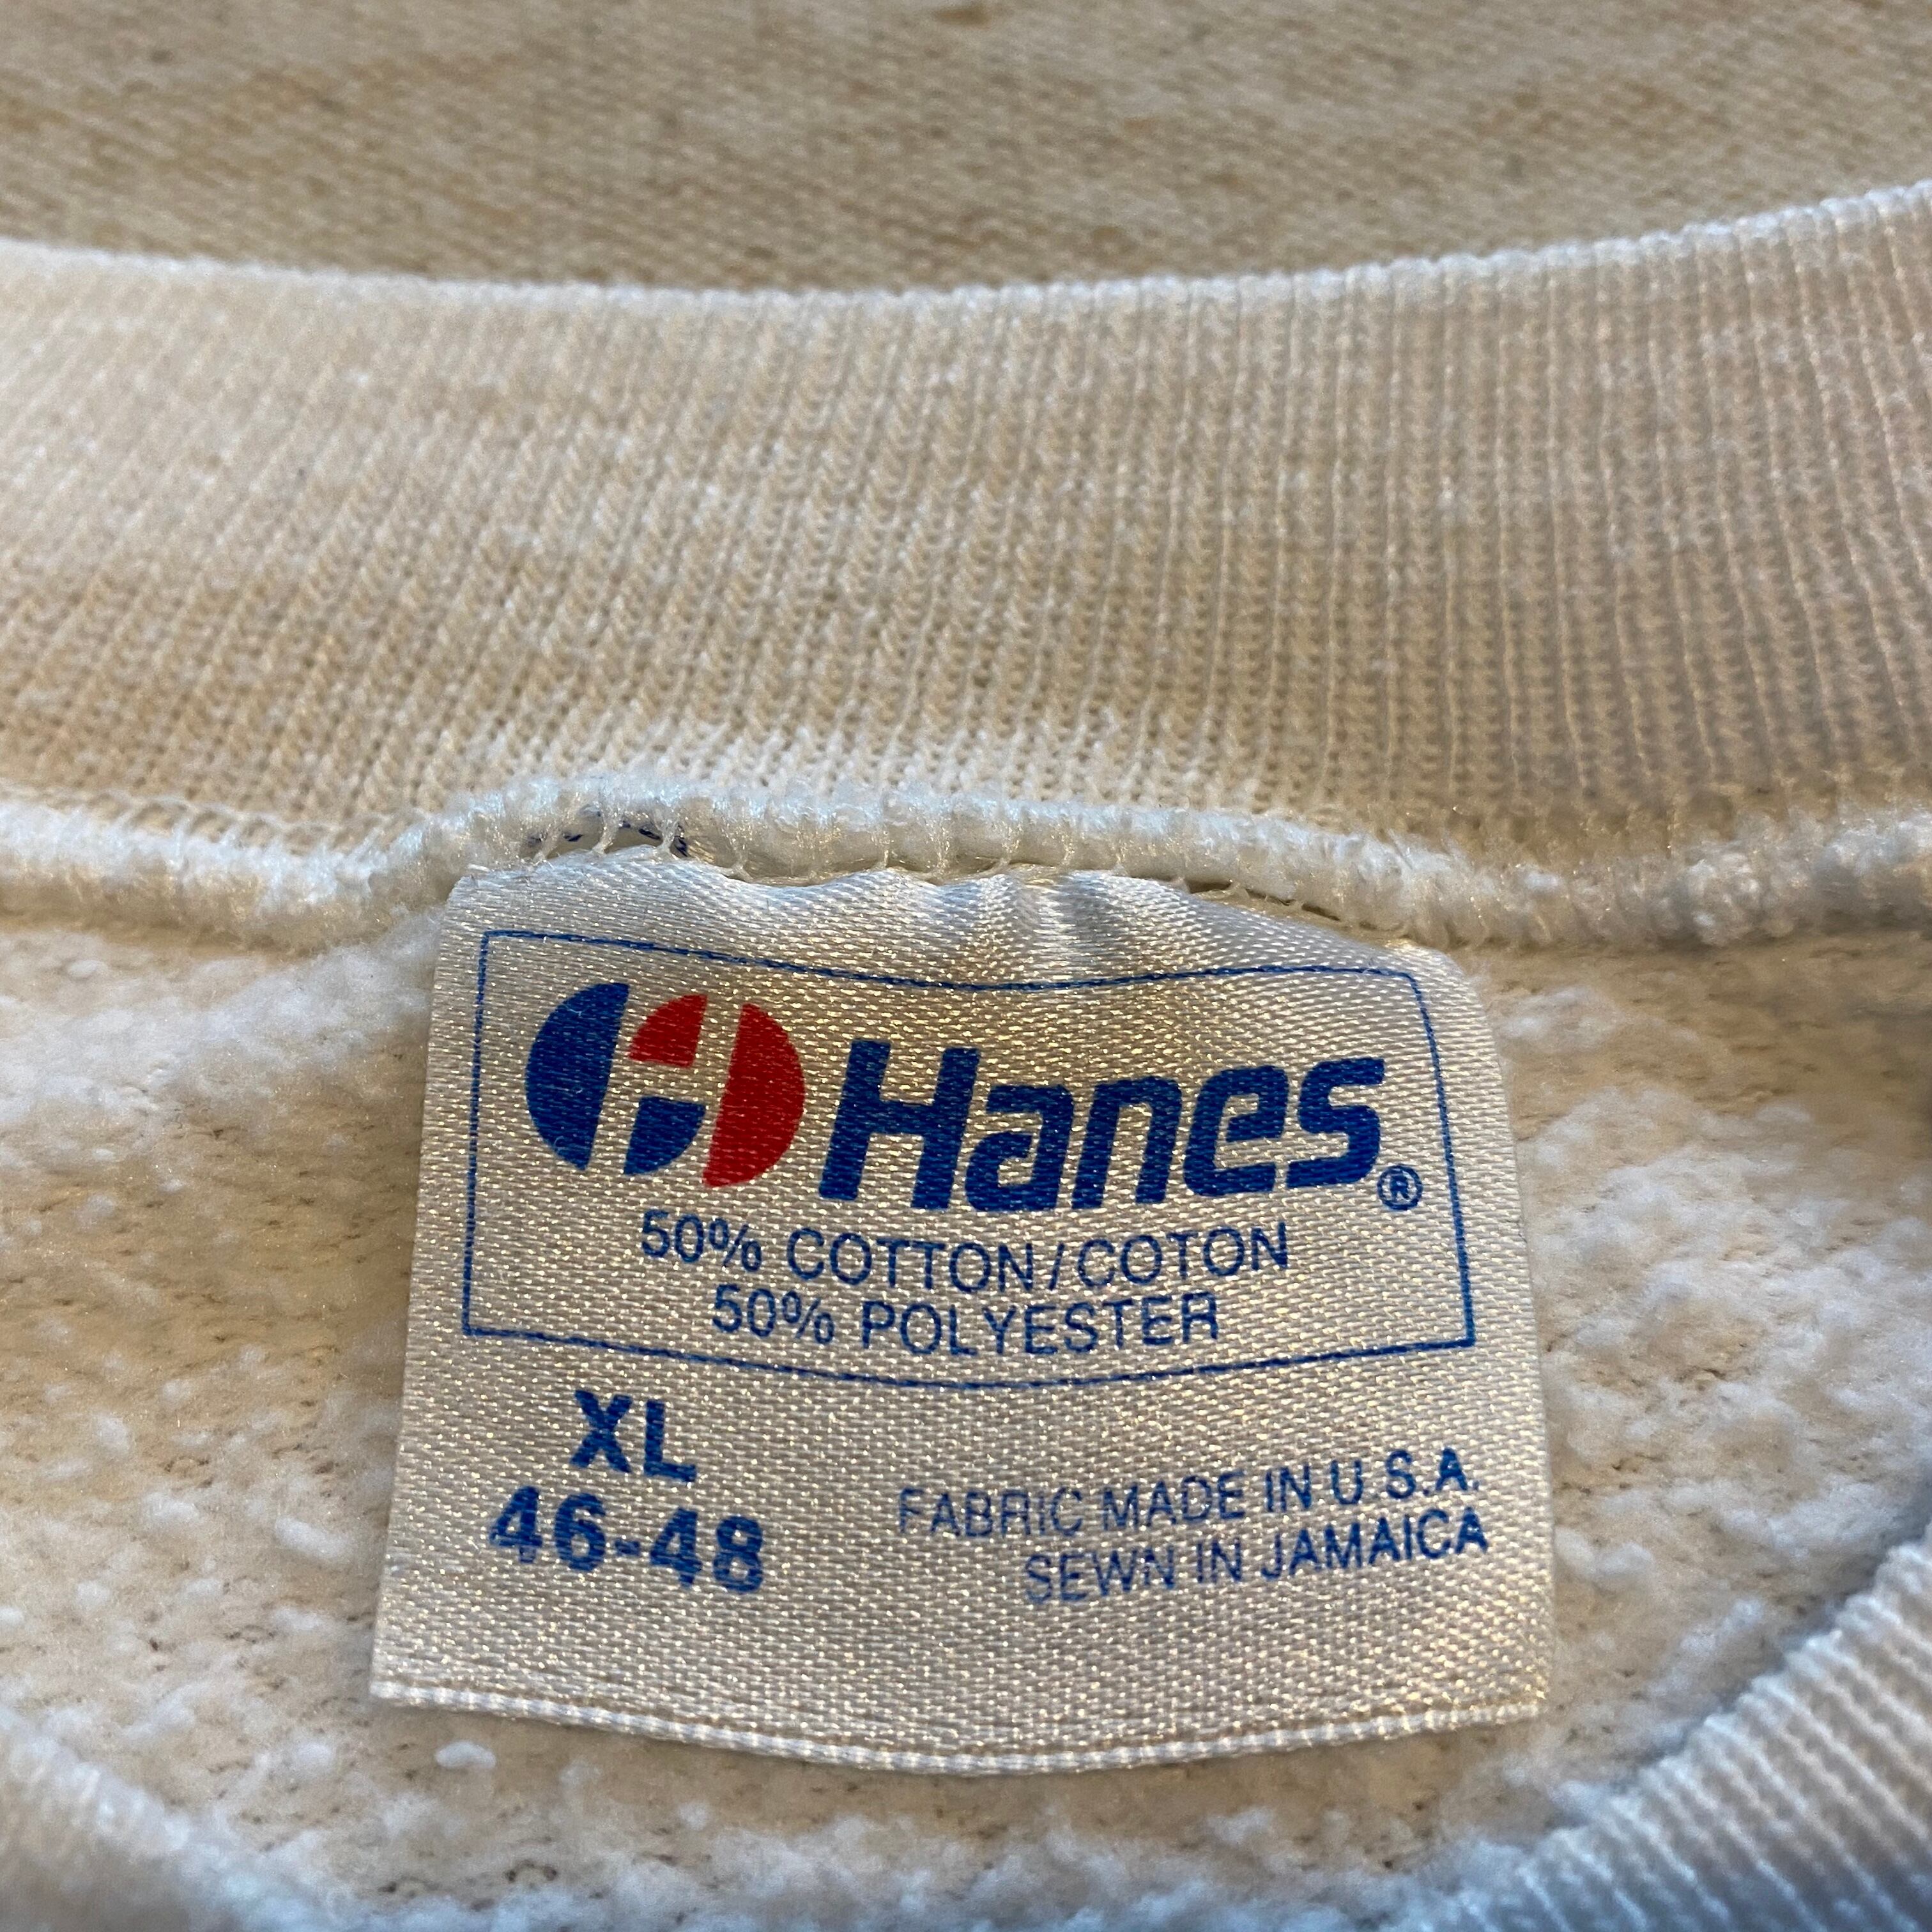 Hanes®
50% COTTON/COTON
50% POLYESTER
XL
46-48
FABRIC MADE IN U.S.A.
SEWN IN JAMAICA